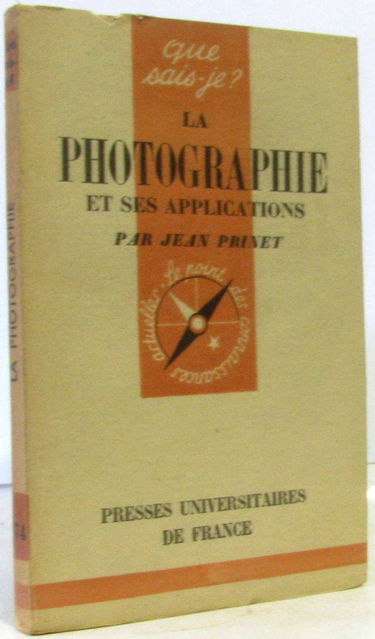 que
sais-je?
LA
PHOTOGRAPHIE
ET SES APPLICATIONS
PAR JEAN PRINET
le point des connaissances actuelles
PRESSES UNIVERSITAIRES
DE FRANCE
LA PHOTOGRAPHIE
74